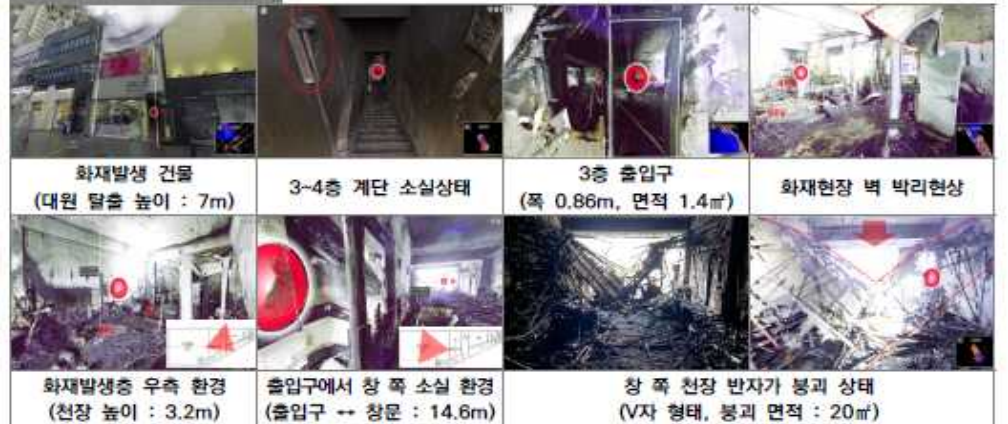 화재발생 건물
(대원 탈출 높이 : 7m)
3~4층 계단 소실상태
3층 출입구
(폭 0.86m, 면적 1.4㎡)
화재현장 벽 박리현상
화재발생층 우측 환경
(천장 높이 : 3.2m)
출입구에서 창 쪽 소실 환경
(출입구 ↔ 창문 : 14.6m)
창 쪽 천장 반자가 붕괴 상태
(V자 형태, 붕괴 면적 : 20㎡)